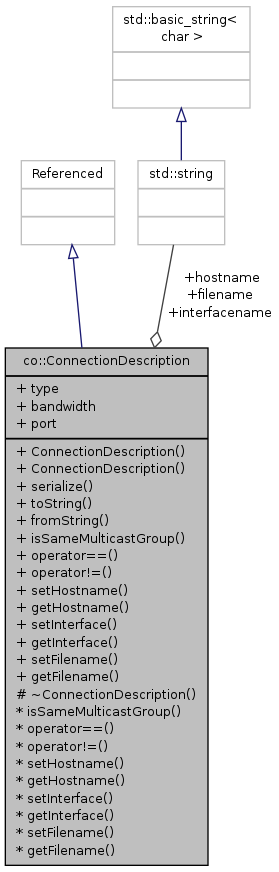 std::basic_string<
char >
Referenced
std::string
+hostname
+filename
+interfacename
co::ConnectionDescription
+ type
+ bandwidth
+ port
+ ConnectionDescription()
+ ConnectionDescription()
+ serialize()
+ toString()
+ fromString()
+ isSameMulticastGroup()
+ operator==()
+ operator!=()
+ setHostname()
+ getHostname()
+ setInterface()
+ getInterface()
+ setFilename()
+ getFilename()
# ~ConnectionDescription()
* isSameMulticastGroup()
* operator==()
* operator!=()
* setHostname()
* getHostname()
* setInterface()
* getInterface()
* setFilename()
* getFilename()